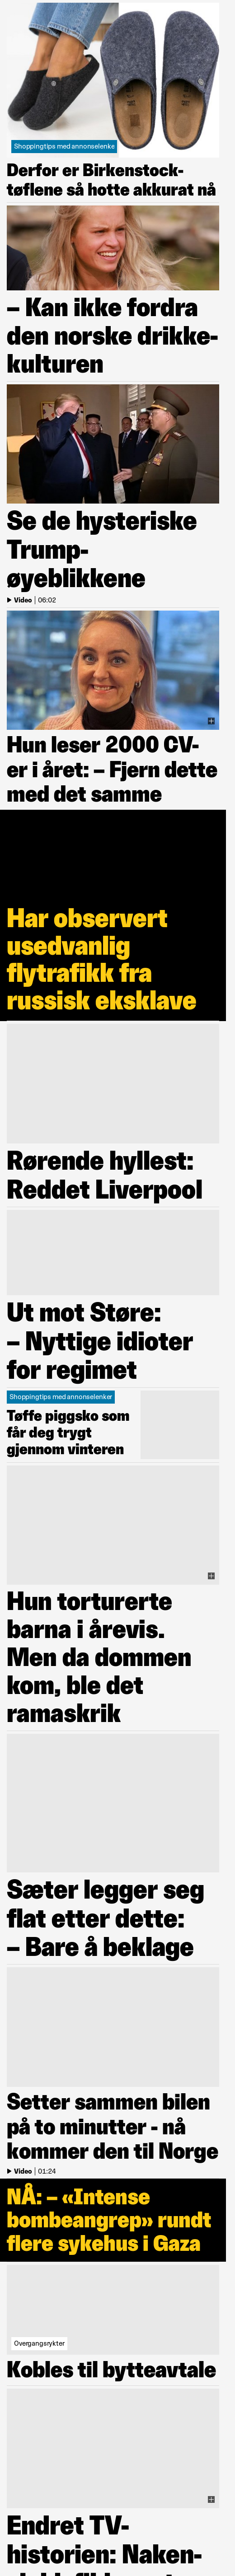 Shoppingtips med annonselenke
Derfor er Birkenstock-
tøflene så hotte akkurat nå
– Kan ikke fordra
den norske drikke-
kulturen
Se de hysteriske
Trump-
øyeblikkene
Video | 06:02
Hun leser 2000 CV-
er i året: – Fjern dette
med det samme
Har observert
usedvanlig
flytrafikk fra
russisk eksklave
Rørende hyllest:
Reddet Liverpool
Ut mot Støre:
– Nyttige idioter
for regimet
Shoppingtips med annonselenker
Tøffe piggsko som
får deg trygt
gjennom vinteren
Hun torturerte
barna i årevis.
Men da dommen
kom, ble det
ramaskrik
Sæter legger seg
flat etter dette:
– Bare å beklage
Setter sammen bilen
på to minutter - nå
kommer den til Norge
Video | 01:24
NÅ: – «Intense
bombeangrep» rundt
flere sykehus i Gaza
Overgangsrykter
Kobles til bytteavtale
Endret TV-
historien: Naken-